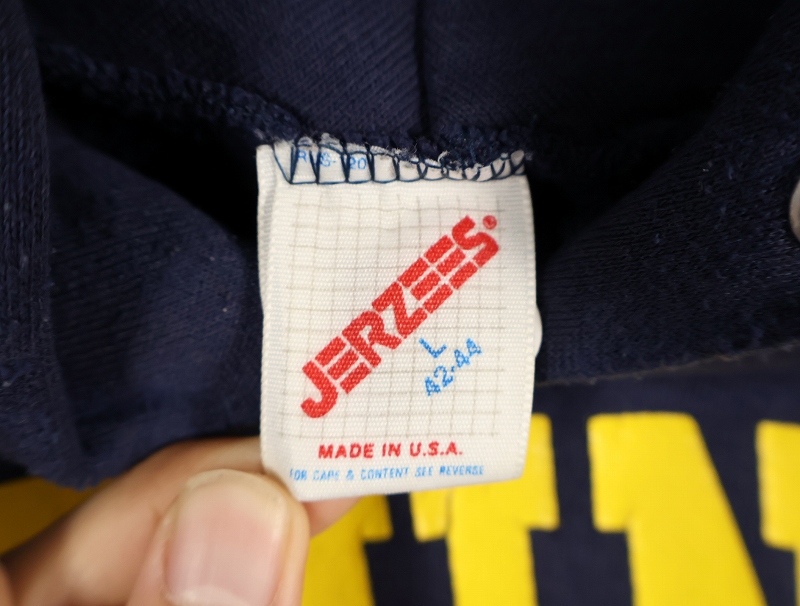 JERZEES®
L
42-44
MADE IN U.S.A.
FOR CARE & CONTENT SEE REVERSE